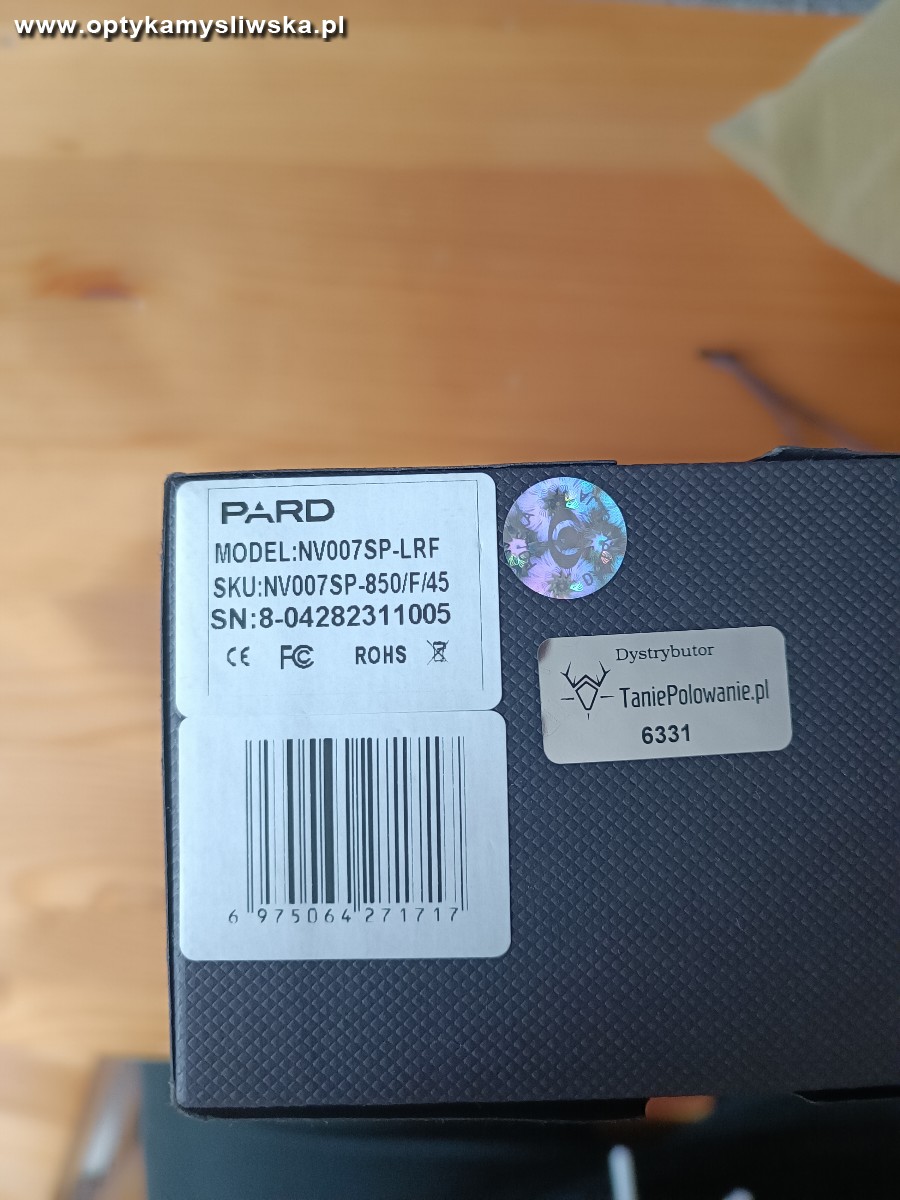 www.optykamysliwska.pl
PARD
MODEL:NV007SP-LRF
SKU:NV007SP-850/F/45
SN:8-04282311005
CE FC ROHS
Dystrybutor
TaniePolowanie.pl
6331
6 975064 271717